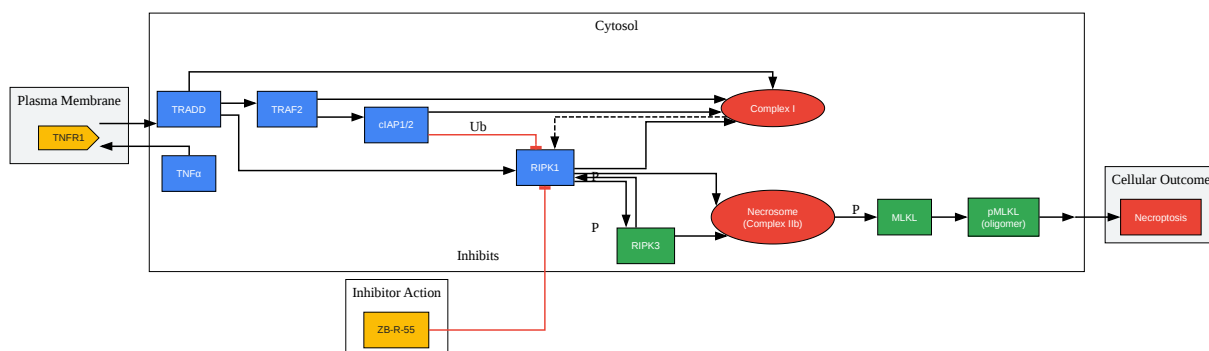 Cytosol
Plasma Membrane
TNFR1
TRADD
TNFα
TRAF2
cIAP1/2
Ub
Complex I
RIPK1
P
P
RIPK3
Necrosome
(Complex IIb)
P
MLKL
pMLKL
(oligomer)
Cellular Outcome
Necroptosis
Inhibits
Inhibitor Action
ZB-R-55